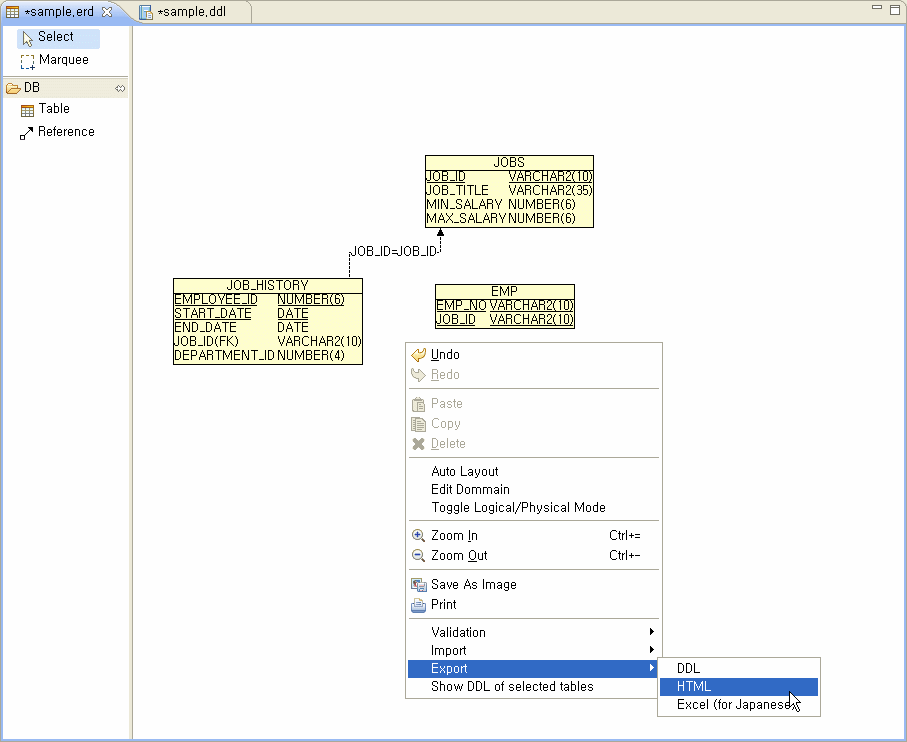 *sample.erd
*sample.ddl
Select
Marquee
DB
Table
Reference
JOBS
JOB_ID VARCHAR2(10)
JOB_TITLE VARCHAR2(35)
MIN_SALARY NUMBER(6)
MAX_SALARY NUMBER(6)
JOB_ID=JOB_ID
JOB_HISTORY
EMPLOYEE_ID NUMBER(6)
START_DATE DATE
END_DATE DATE
JOB_ID(FK) VARCHAR2(10)
DEPARTMENT_ID NUMBER(4)
EMP
EMP_NO VARCHAR2(10)
JOB_ID VARCHAR2(10)
Undo
Redo
Paste
Copy
Delete
Auto Layout
Edit Dommain
Toggle Logical/Physical Mode
Zoom In Ctrl+=
Zoom Out Ctrl+-
Save As Image
Print
Validation
Import
Export
Show DDL of selected tables
DDL
HTML
Excel (for Japanese)